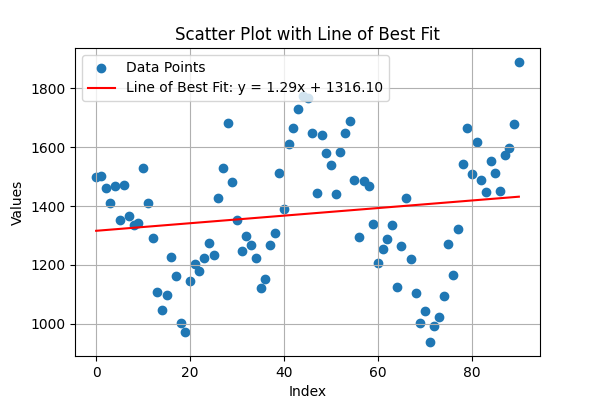 Scatter Plot with Line of Best Fit
Data Points
Line of Best Fit: y = 1.29x + 1316.10
1800
1600
1400
1200
1000
Values
0
20
40
60
80
Index